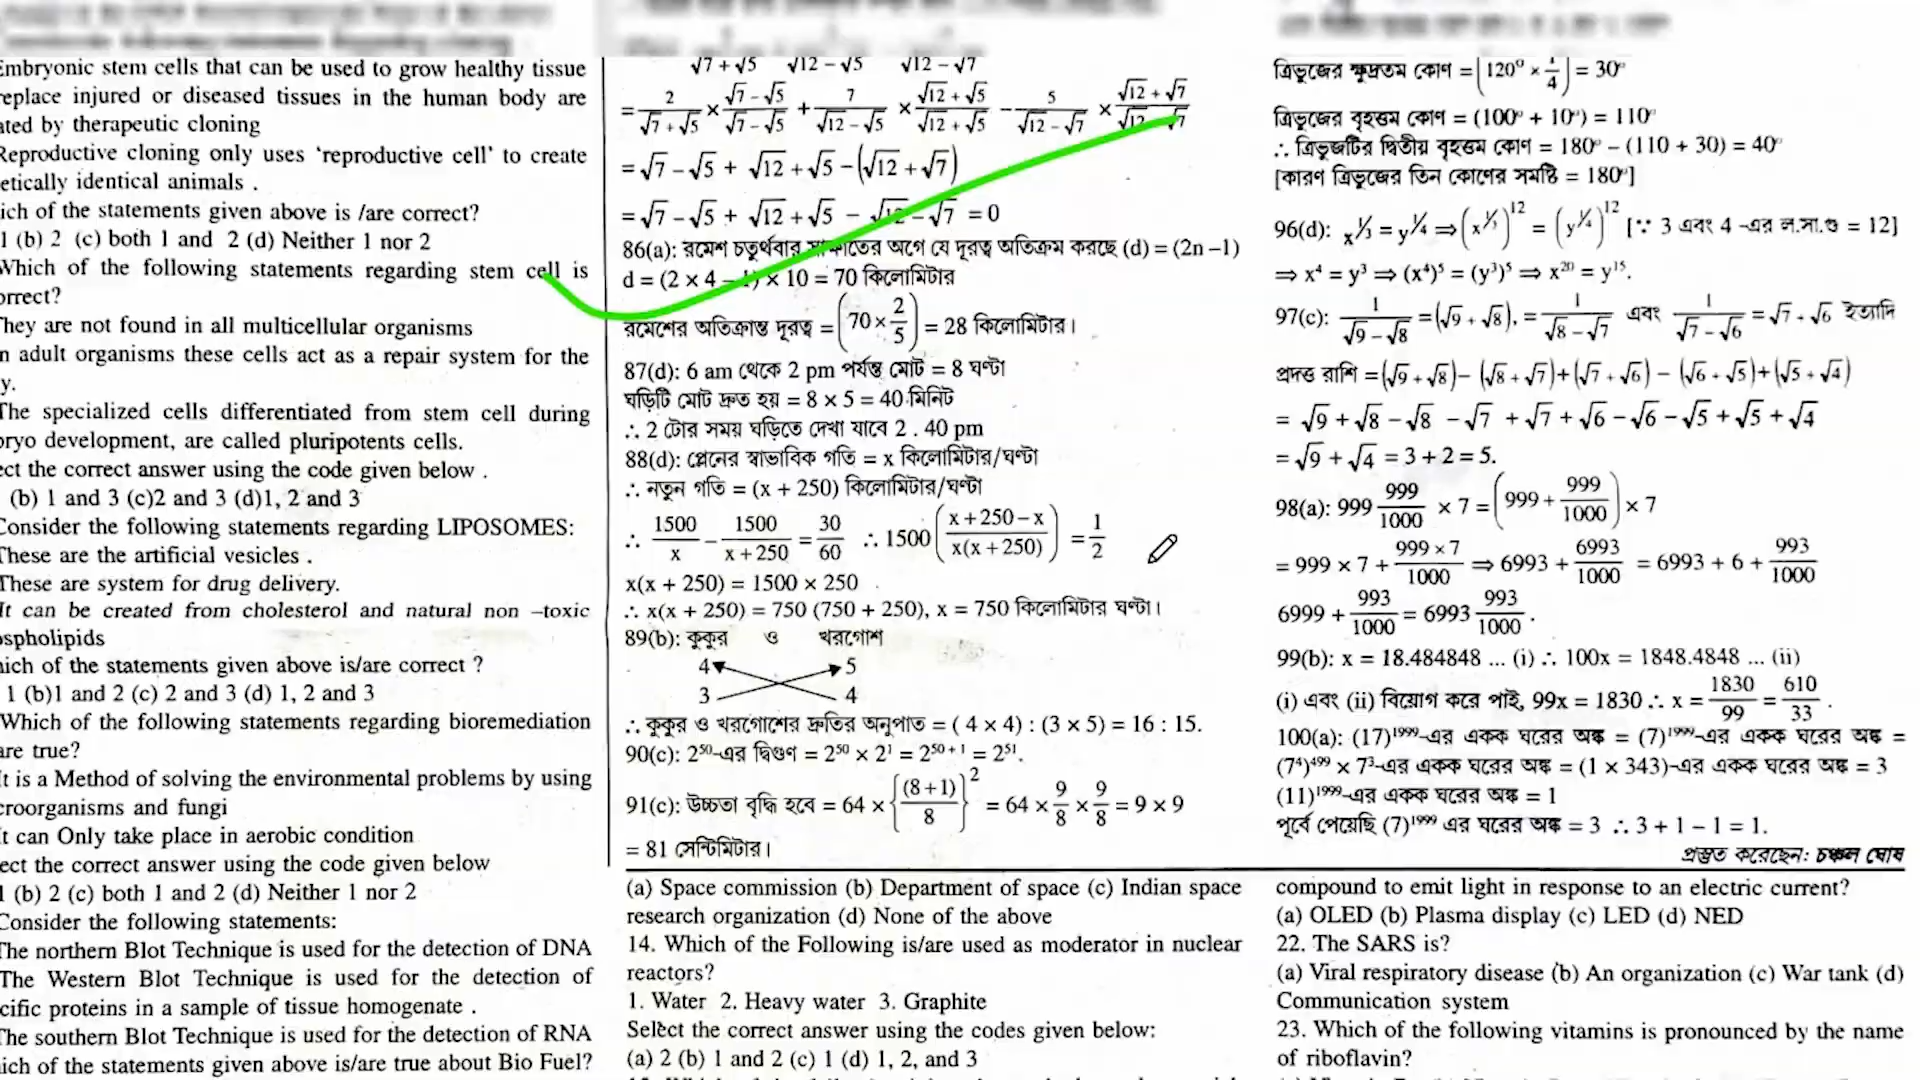 Embryonic stem cells that can be used to grow healthy tissue
replace injured or diseased tissues in the human body are
ated by therapeutic cloning
Reproductive cloning only uses ‘reproductive cell’ to create
etically identical animals .
ich of the statements given above is /are correct?
1 (b) 2 (c) both 1 and 2 (d) Neither 1 nor 2
Which of the following statements regarding stem cell is
orrect?
They are not found in all multicellular organisms
n adult organisms these cells act as a repair system for the
y.
The specialized cells differentiated from stem cell during
bryo development, are called pluripotents cells.
ect the correct answer using the code given below .
(b) 1 and 3 (c)2 and 3 (d)1, 2 and 3
Consider the following statements regarding LIPOSOMES:
These are the artificial vesicles .
These are system for drug delivery.
It can be created from cholesterol and natural non –toxic
ospholipids
hich of the statements given above is/are correct ?
1 (b)1 and 2 (c) 2 and 3 (d) 1, 2 and 3
Which of the following statements regarding bioremediation
are true?
It is a Method of solving the environmental problems by using
croorganisms and fungi
It can Only take place in aerobic condition
ect the correct answer using the code given below
1 (b) 2 (c) both 1 and 2 (d) Neither 1 nor 2
Consider the following statements:
The northern Blot Technique is used for the detection of DNA
The Western Blot Technique is used for the detection of
cific proteins in a sample of tissue homogenate .
The southern Blot Technique is used for the detection of RNA
ich of the statements given above is/are true about Bio Fuel?
√7 + √5 √12 – √5 √12 – √7
= 2/(√7 + √5) × (√7 – √5)/(√7 – √5) + 7/(√12 – √5) × (√12 + √5)/(√12 + √5) – 5/(√12 – √7) × (√12 + √7)/(√12 – √7)
= √7 – √5 + √12 + √5 – (√12 + √7)
= √7 – √5 + √12 + √5 – √12 – √7 = 0
86(a): রমেশ চতুর্থবার সাক্ষাতের আগে যে দূরত্ব অতিক্রম করছে (d) = (2n –1)
d = (2 × 4 – 1) × 10 = 70 কিলোমিটার
রমেশের অতিক্রান্ত দূরত্ব = (70 × 2/5) = 28 কিলোমিটার।
87(d): 6 am থেকে 2 pm পর্যন্ত মোট = 8 ঘণ্টা
ঘড়িটি মোট দ্রুত হয় = 8 × 5 = 40 মিনিট
∴ 2 টোর সময় ঘড়িতে দেখা যাবে 2 . 40 pm
88(d): প্লেনের স্বাভাবিক গতি = x কিলোমিটার/ঘণ্টা
∴ নতুন গতি = (x + 250) কিলোমিটার/ঘণ্টা
∴ 1500/x – 1500/(x + 250) = 30/60 ∴ 1500 ((x + 250 – x)/(x(x + 250))) = 1/2
x(x + 250) = 1500 × 250
∴ x(x + 250) = 750 (750 + 250), x = 750 কিলোমিটার ঘণ্টা।
89(b): কুকুর ও খরগোশ
4 5
3 4
∴ কুকুর ও খরগোশের দ্রুতির অনুপাত = ( 4 × 4) : (3 × 5) = 16 : 15.
90(c): 2⁵⁰-এর দ্বিগুণ = 2⁵⁰ × 2¹ = 2⁵⁰⁺¹ = 2⁵¹.
91(c): উচ্চতা বৃদ্ধি হবে = 64 × {(8 + 1)/8}² = 64 × 9/8 × 9/8 = 9 × 9
= 81 সেন্টিমিটার।
ত্রিভুজের ক্ষুদ্রতম কোণ = [120° × 1/4] = 30°
ত্রিভুজের বৃহত্তম কোণ = (100° + 10°) = 110°
∴ ত্রিভুজটির দ্বিতীয় বৃহত্তম কোণ = 180° – (110 + 30) = 40°
[কারণ ত্রিভুজের তিন কোণের সমষ্টি = 180°]
96(d): x^1/3 = y^1/4 ⇒ (x^1/3)¹² = (y^1/4)¹² [∵ 3 এবং 4 -এর ল.সা.গু = 12]
⇒ x⁴ = y³ ⇒ (x⁴)⁵ = (y³)⁵ ⇒ x²⁰ = y¹⁵.
97(c): 1/(√9 – √8) = (√9 + √8), = 1/(√8 – √7) এবং 1/(√7 – √6) = √7 + √6 ইত্যাদি
প্রদত্ত রাশি = (√9 + √8) – (√8 + √7) + (√7 + √6) – (√6 + √5) + (√5 + √4)
= √9 + √8 – √8 – √7 + √7 + √6 – √6 – √5 + √5 + √4
= √9 + √4 = 3 + 2 = 5.
98(a): 999 999/1000 × 7 = (999 + 999/1000) × 7
= 999 × 7 + (999 × 7)/1000 ⇒ 6993 + 6993/1000 = 6993 + 6 + 993/1000
6999 + 993/1000 = 6993 993/1000 .
99(b): x = 18.484848 ... (i) ∴ 100x = 1848.4848 ... (ii)
(i) এবং (ii) বিয়োগ করে পাই, 99x = 1830 ∴ x = 1830/99 = 610/33 .
100(a): (17)¹⁹⁹⁹-এর একক ঘরের অঙ্ক = (7)¹⁹⁹⁹-এর একক ঘরের অঙ্ক =
(7⁴)⁴⁹⁹ × 7³-এর একক ঘরের অঙ্ক = (1 × 343)-এর একক ঘরের অঙ্ক = 3
(11)¹⁹⁹⁹-এর একক ঘরের অঙ্ক = 1
পূর্বে পেয়েছি (7)¹⁹⁹⁹ এর ঘরের অঙ্ক = 3 ∴ 3 + 1 – 1 = 1.
প্রস্তুত করেছেন: চঞ্চল ঘোষ
(a) Space commission (b) Department of space (c) Indian space
research organization (d) None of the above
14. Which of the Following is/are used as moderator in nuclear
reactors?
1. Water 2. Heavy water 3. Graphite
Select the correct answer using the codes given below:
(a) 2 (b) 1 and 2 (c) 1 (d) 1, 2, and 3
compound to emit light in response to an electric current?
(a) OLED (b) Plasma display (c) LED (d) NED
22. The SARS is?
(a) Viral respiratory disease (b) An organization (c) War tank (d)
Communication system
23. Which of the following vitamins is pronounced by the name
of riboflavin?